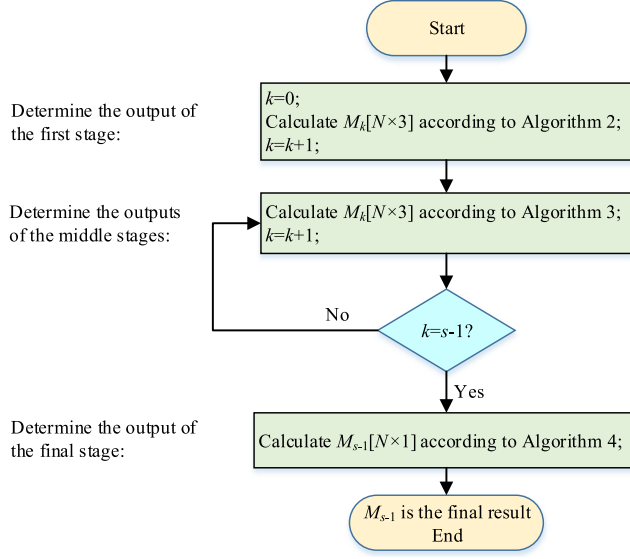 Start
Determine the output of
the first stage:
k=0;
Calculate Mk[N×3] according to Algorithm 2;
k=k+1;
Determine the outputs
of the middle stages:
Calculate Mk[N×3] according to Algorithm 3;
k=k+1;
No
k=s-1?
Yes
Determine the output of
the final stage:
Calculate Ms-1[N×1] according to Algorithm 4;
Ms-1 is the final result
End